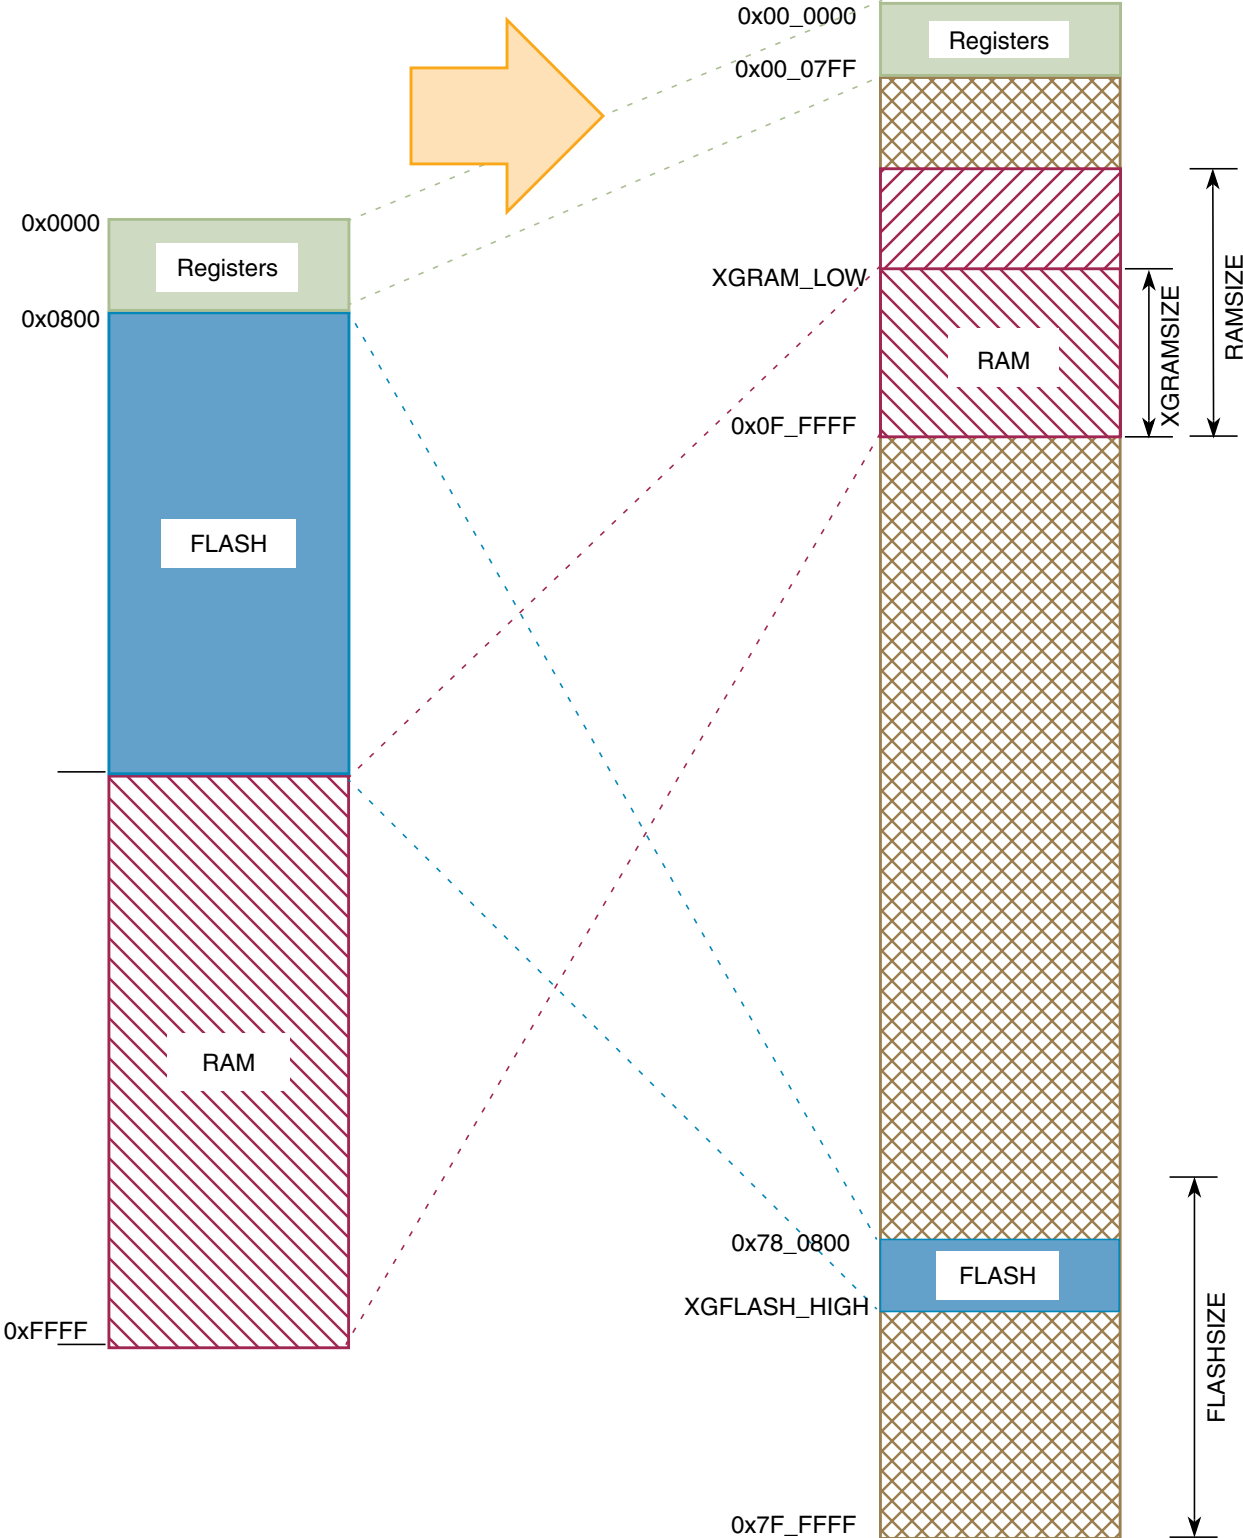 0x00_0000
Registers
0x00_07FF
0x0000
Registers
0x0800
XGRAM_LOW
XGRAMSIZE
RAMSIZE
RAM
0x0F_FFFF
FLASH
RAM
0x78_0800
FLASH
XGFLASH_HIGH
0xFFFF
FLASHSIZE
0x7F_FFFF